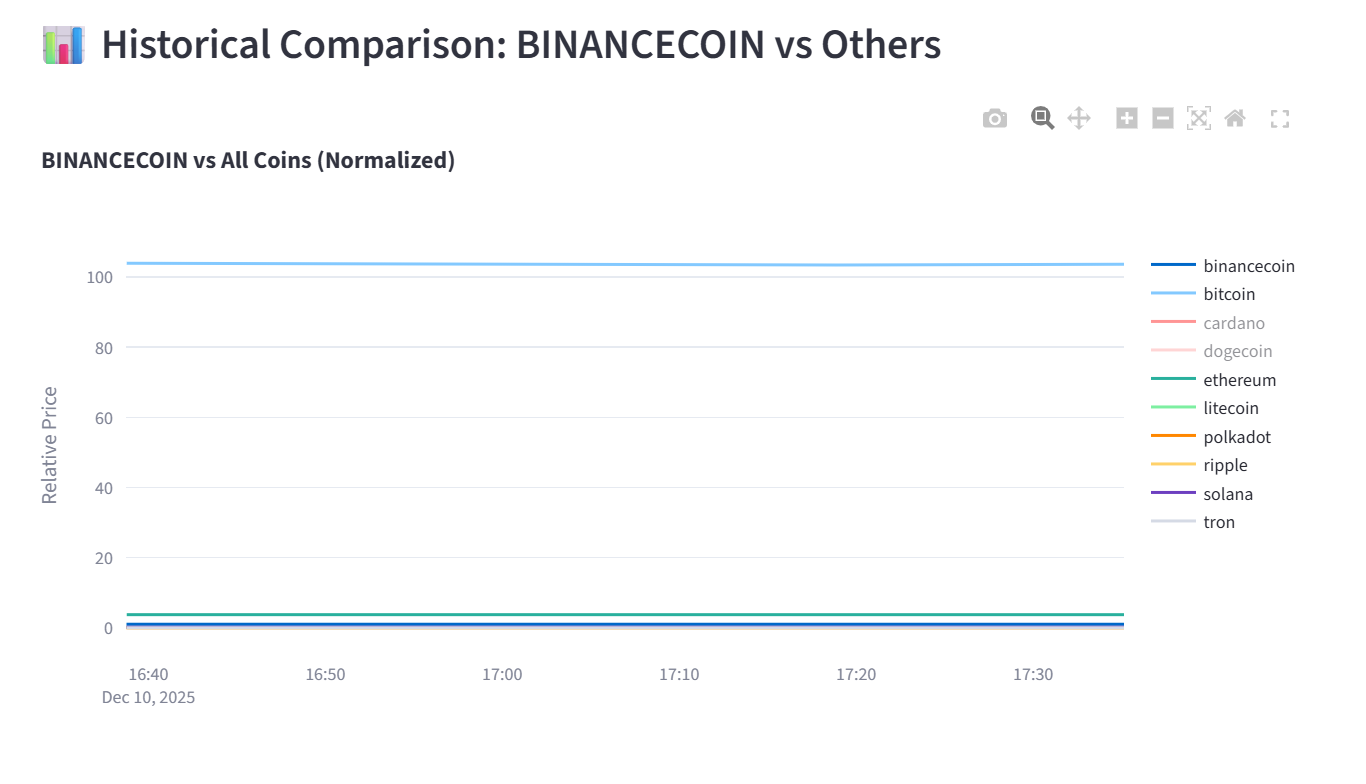 📊 Historical Comparison: BINANCECOIN vs Others
BINANCECOIN vs All Coins (Normalized)
Relative Price
100
80
60
40
20
0
16:40
Dec 10, 2025
16:50
17:00
17:10
17:20
17:30
binancecoin
bitcoin
cardano
dogecoin
ethereum
litecoin
polkadot
ripple
solana
tron